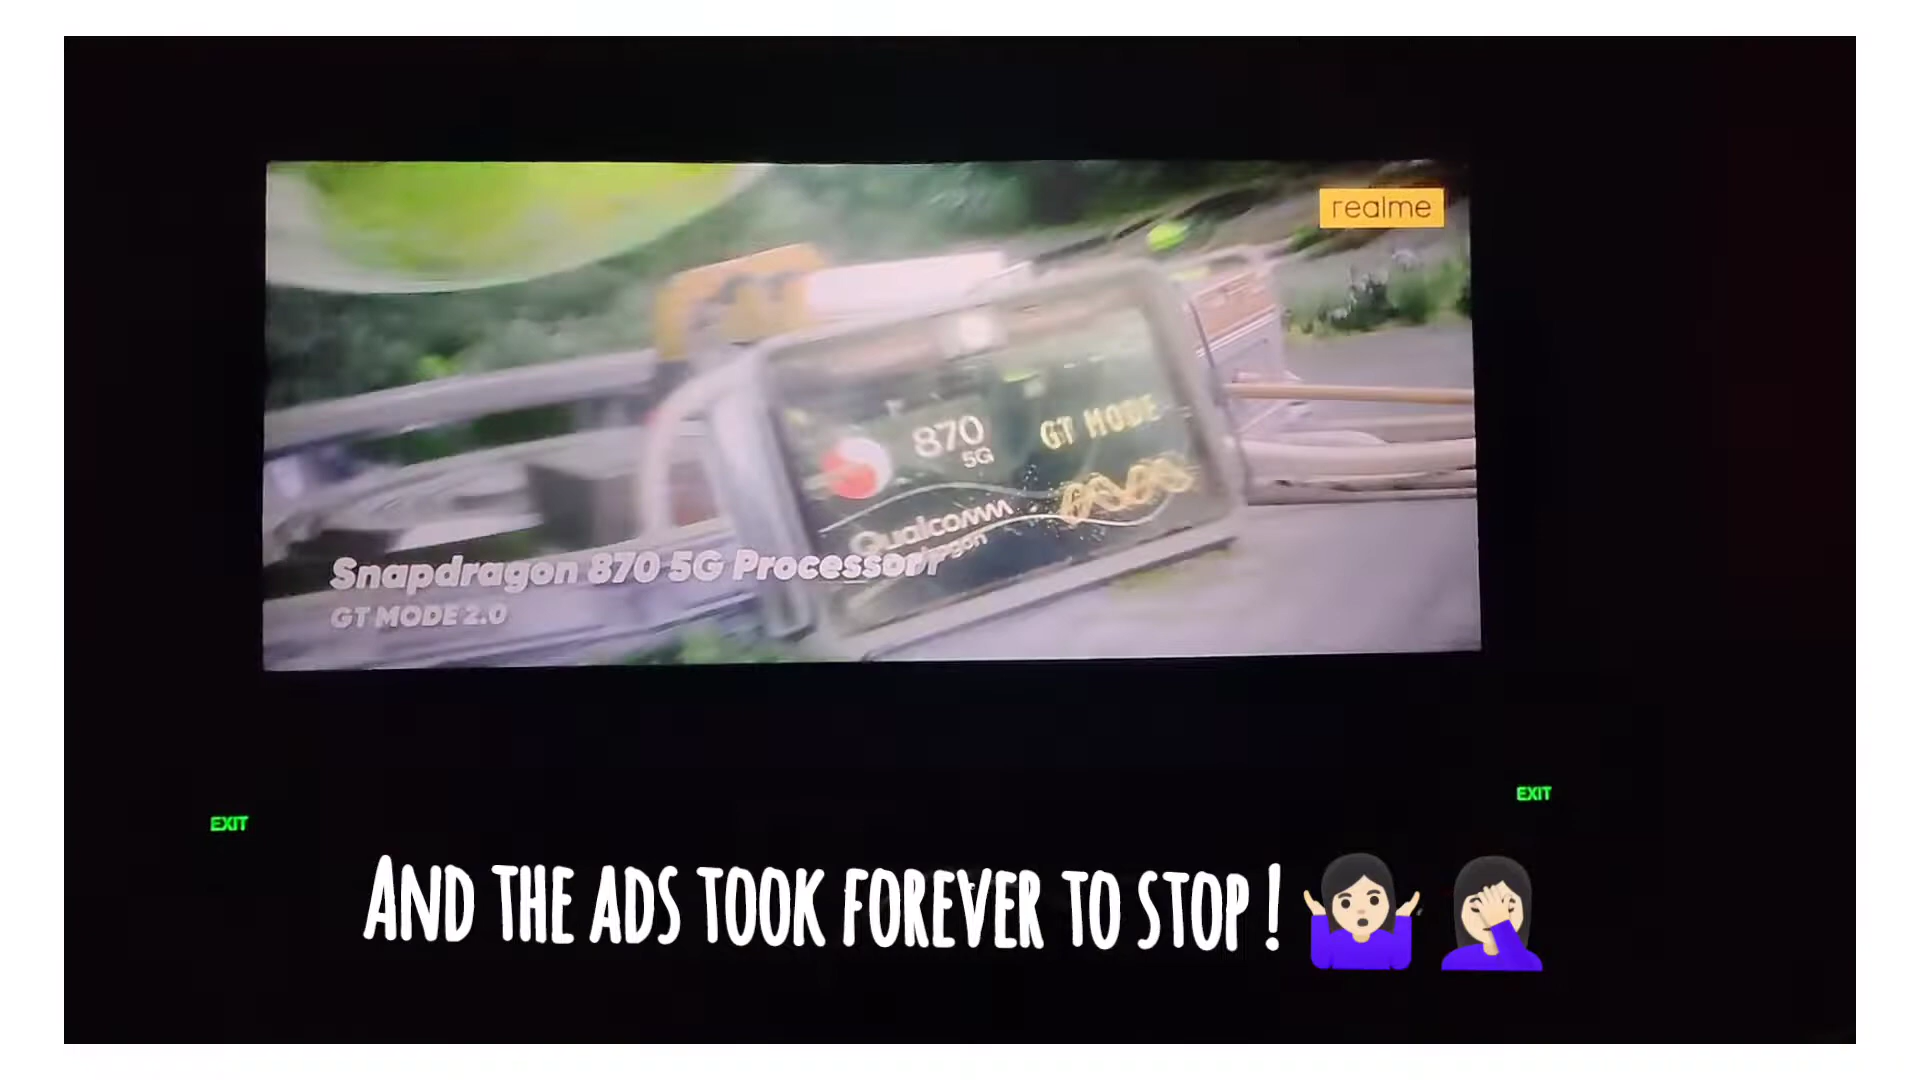 realme
870
5G
GT MODE
Qualcomm
Snapdragon 870 5G Processor
GT MODE 2.0
EXIT
EXIT
AND THE ADS TOOK FOREVER TO STOP!